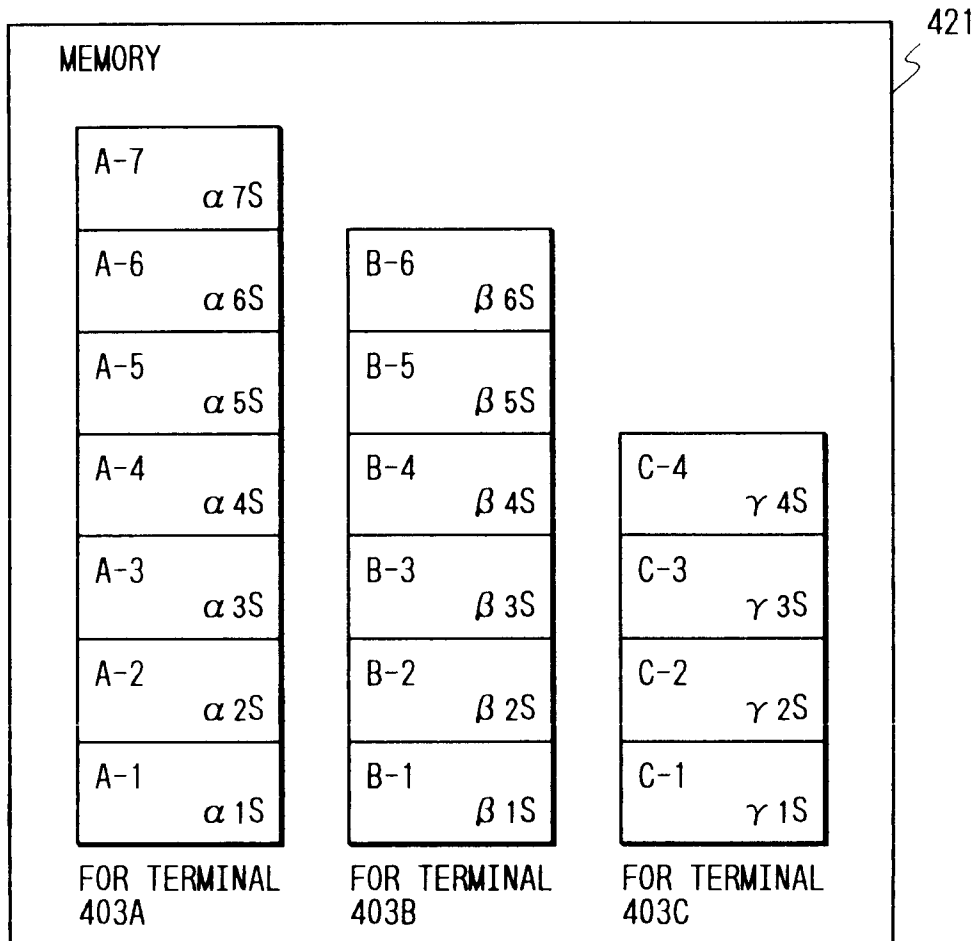 421
MEMORY
A-7
α7S
A-6
α6S
A-5
α5S
A-4
α4S
A-3
α3S
A-2
α2S
A-1
α1S
FOR TERMINAL
403A
B-6
β6S
B-5
β5S
B-4
β4S
B-3
β3S
B-2
β2S
B-1
β1S
FOR TERMINAL
403B
C-4
γ4S
C-3
γ3S
C-2
γ2S
C-1
γ1S
FOR TERMINAL
403C